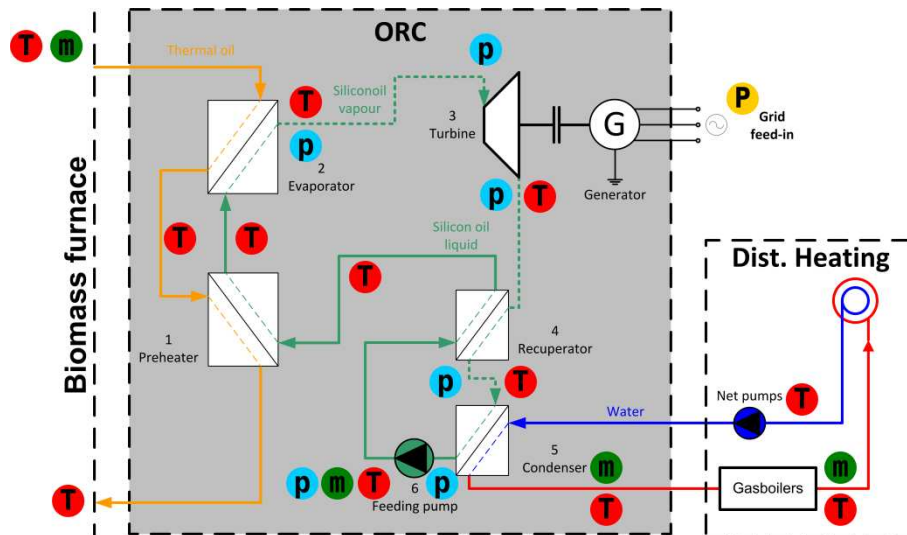 ORC
T m
Thermal oil
p
Siliconoil
vapour
T
p
2
Evaporator
3
Turbine
G
Generator
P
Grid
feed-in
p T
Biomass furnace
T T
Silicon oil
liquid
T
1
Preheater
4
Recuperator
p T
Dist. Heating
Net pumps T
Water
5
Condenser
m
T
p m T p
6
Feeding pump
Gasboilers
m
T
T